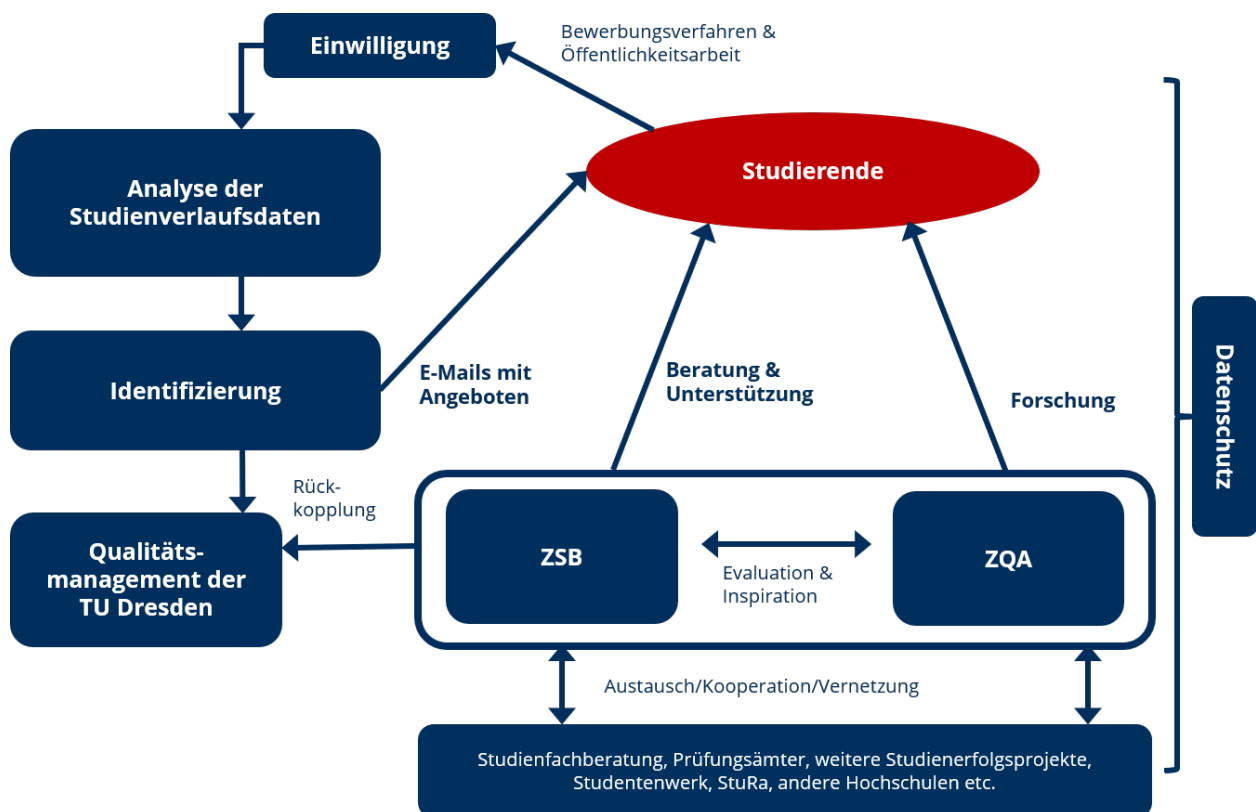 Einwilligung
Bewerbungsverfahren &
Öffentlichkeitsarbeit
Analyse der
Studienverlaufsdaten
Studierende
Identifizierung
E-Mails mit
Angeboten
Beratung &
Unterstützung
Forschung
Datenschutz
Rück-
kopplung
Qualitäts-
management der
TU Dresden
ZSB
Evaluation &
Inspiration
ZQA
Austausch/Kooperation/Vernetzung
Studienfachberatung, Prüfungsämter, weitere Studienerfolgsprojekte,
Studentenwerk, StuRa, andere Hochschulen etc.